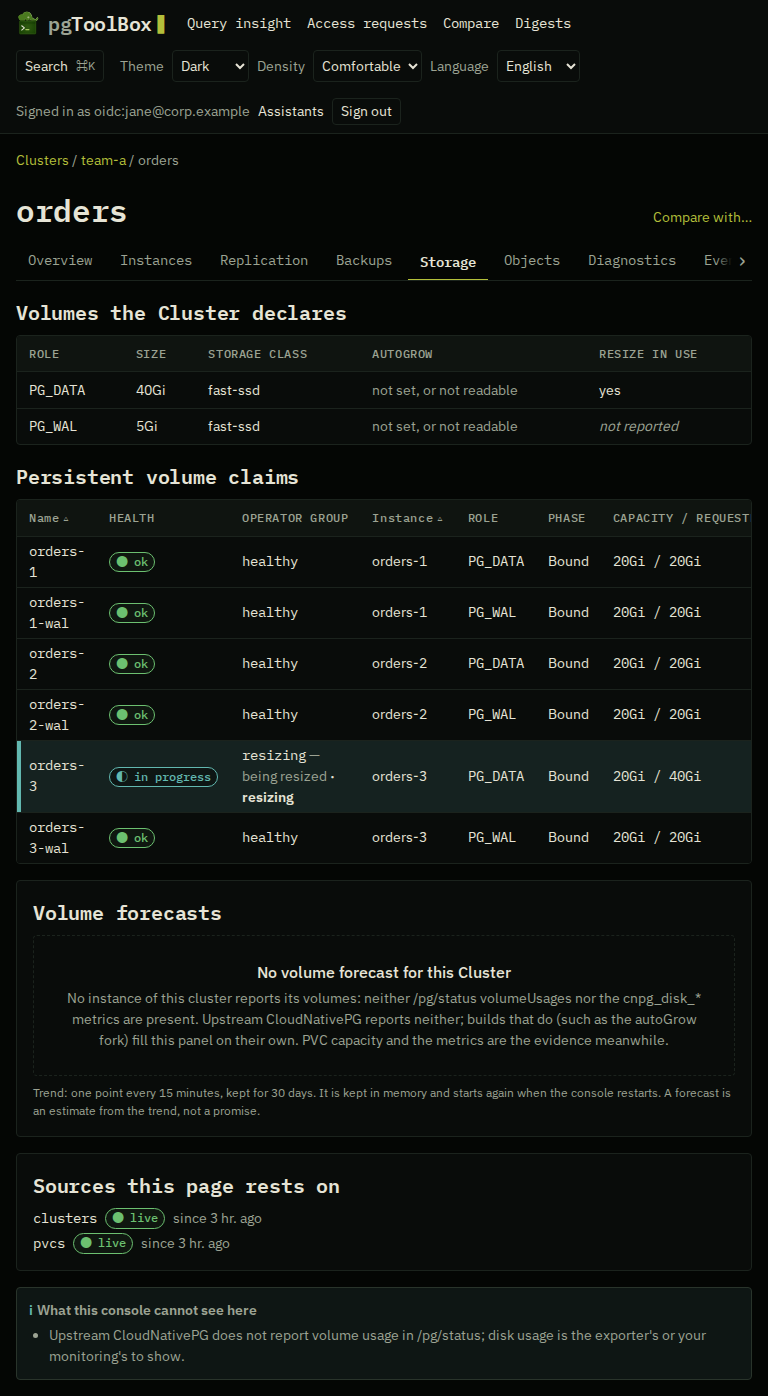 pgToolBox Query insight Access requests Compare Digests
Search ⌘K Theme Dark Density Comfortable Language English
Signed in as oidc:jane@corp.example Assistants Sign out
Clusters / team-a / orders
orders
Compare with…
Overview Instances Replication Backups Storage Objects Diagnostics
Volumes the Cluster declares
ROLE SIZE STORAGE CLASS AUTOGROW RESIZE IN USE
PG_DATA 40Gi fast-ssd not set, or not readable yes
PG_WAL 5Gi fast-ssd not set, or not readable not reported
Persistent volume claims
Name HEALTH OPERATOR GROUP Instance ROLE PHASE CAPACITY / REQUEST
orders-
1
ok healthy orders-1 PG_DATA Bound 20Gi / 20Gi
orders-
1-wal
ok healthy orders-1 PG_WAL Bound 20Gi / 20Gi
orders-
2
ok healthy orders-2 PG_DATA Bound 20Gi / 20Gi
orders-
2-wal
ok healthy orders-2 PG_WAL Bound 20Gi / 20Gi
orders-
3
in progress
resizing —
being resized ·
resizing
orders-3 PG_DATA Bound 20Gi / 40Gi
orders-
3-wal
ok healthy orders-3 PG_WAL Bound 20Gi / 20Gi
Volume forecasts
No volume forecast for this Cluster
No instance of this cluster reports its volumes: neither /pg/status volumeUsages nor the cnpg_disk_*
metrics are present. Upstream CloudNativePG reports neither; builds that do (such as the autoGrow
fork) fill this panel on their own. PVC capacity and the metrics are the evidence meanwhile.
Trend: one point every 15 minutes, kept for 30 days. It is kept in memory and starts again when the console restarts. A forecast is
an estimate from the trend, not a promise.
Sources this page rests on
clusters live since 3 hr. ago
pvcs live since 3 hr. ago
i What this console cannot see here
• Upstream CloudNativePG does not report volume usage in /pg/status; disk usage is the exporter's or your
monitoring's to show.